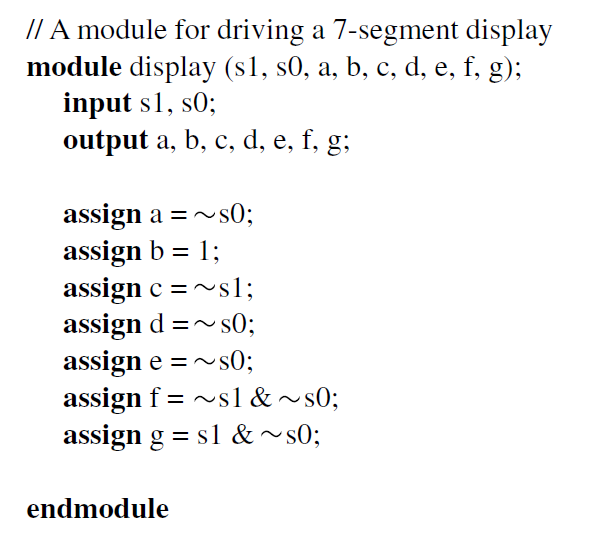 // A module for driving a 7-segment display
module display (s1, s0, a, b, c, d, e, f, g);
input s1, s0;
output a, b, c, d, e, f, g;
assign a = ~s0;
assign b = 1;
assign c = ~s1;
assign d = ~s0;
assign e = ~s0;
assign f = ~s1 & ~s0;
assign g = s1 & ~s0;
endmodule